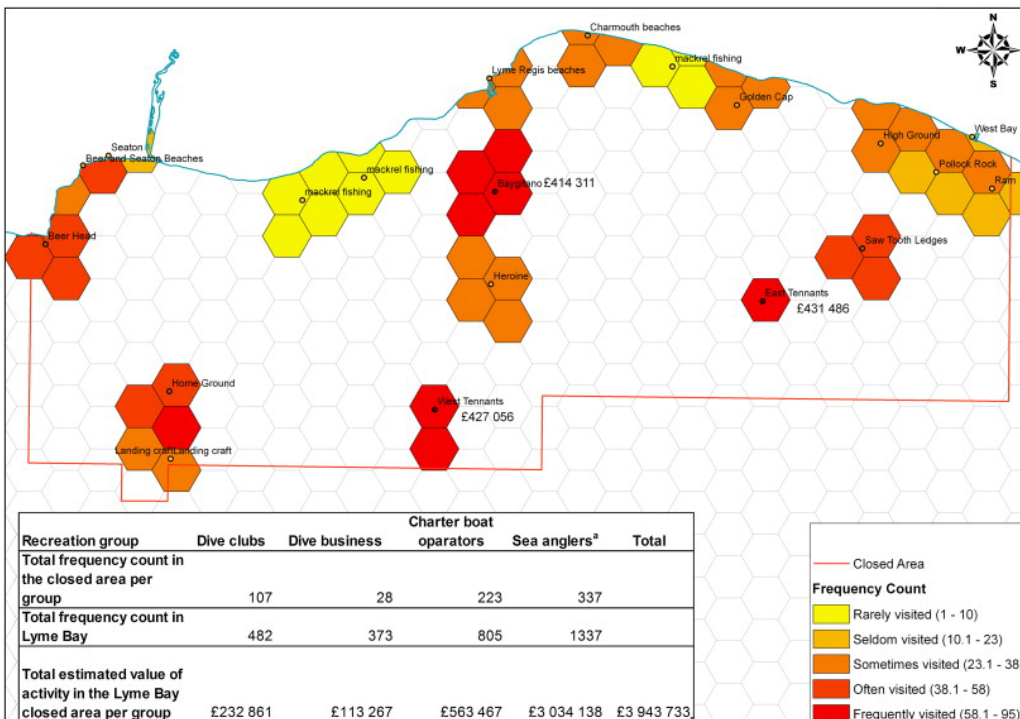 Charmouth beaches
N
W E
S
mackrel fishing
Lyme Regis beaches
Golden Cap
West Bay
High Ground
Seaton
Beer and Seaton Beaches
Pollock Rock
mackrel fishing
Ram
mackrel fishing
Baygitano £414 311
Beer Head
Saw Tooth Ledges
Heroine
East Tennants
£431 486
Home Ground
West Tennants
£427 056
Landing craft Landing craft
Charter boat
Recreation group Dive clubs Dive business oparators Sea anglersa Total
Total frequency count in
the closed area per
group 107 28 223 337
Total frequency count in
Lyme Bay 482 373 805 1337
Total estimated value of
activity in the Lyme Bay
closed area per group £232 861 £113 267 £563 467 £3 034 138 £3 943 733
Closed Area
Frequency Count
Rarely visited (1 - 10)
Seldom visited (10.1 - 23)
Sometimes visited (23.1 - 38
Often visited (38.1 - 58)
Frequently visited (58.1 - 95)